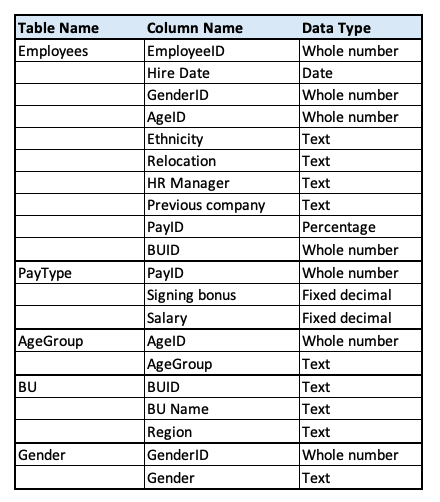 Table Name Column Name Data Type
Employees EmployeeID Whole number
Hire Date Date
GenderID Whole number
AgeID Whole number
Ethnicity Text
Relocation Text
HR Manager Text
Previous company Text
PayID Percentage
BUID Whole number
PayType PayID Whole number
Signing bonus Fixed decimal
Salary Fixed decimal
AgeGroup AgeID Whole number
AgeGroup Text
BU BUID Text
BU Name Text
Region Text
Gender GenderID Whole number
Gender Text